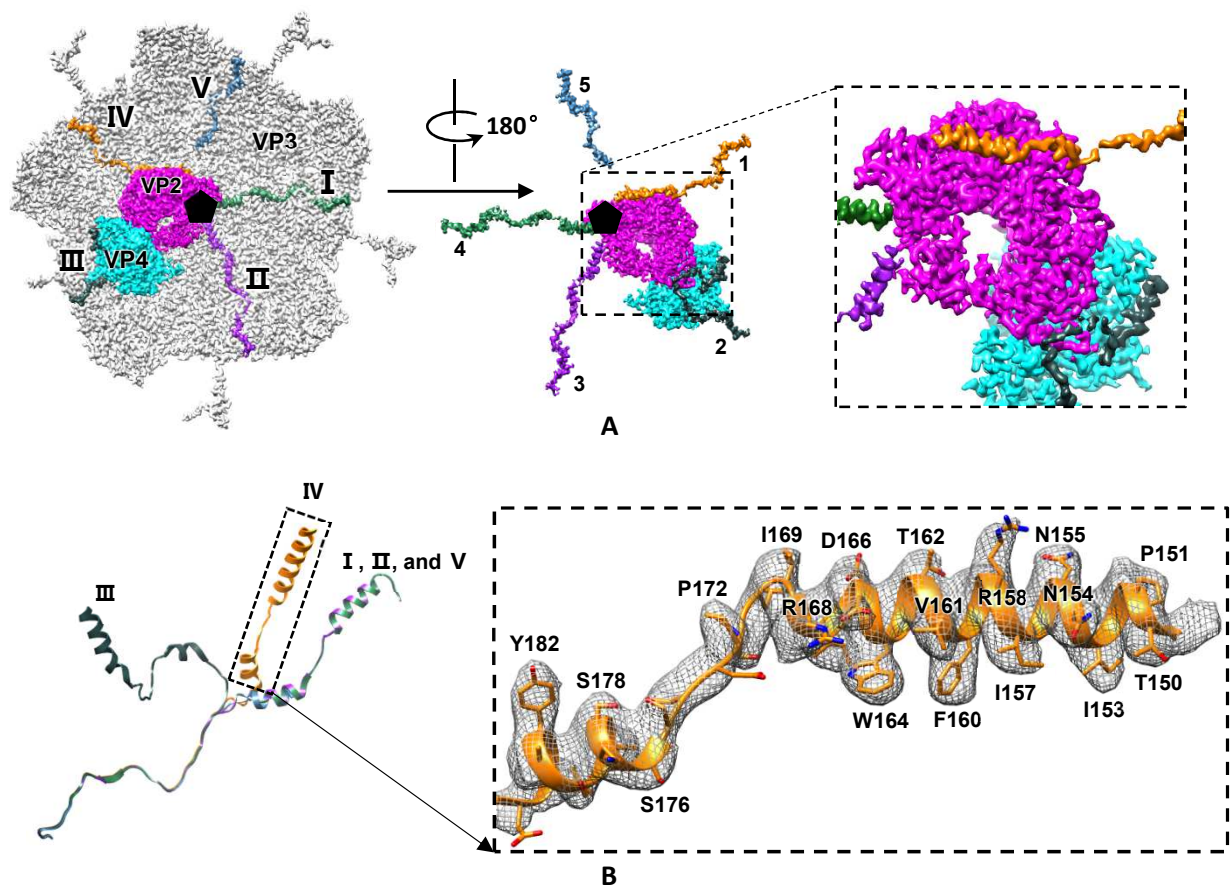 V
IV
VP3
VP2
I
VP4
III
II
180°
5
1
4
2
3
A
IV
I, II, and V
III
I169
D166
T162
N155
P151
P172
R168
V161
R158
N154
Y182
S178
W164
F160
I157
I153
T150
S176
B